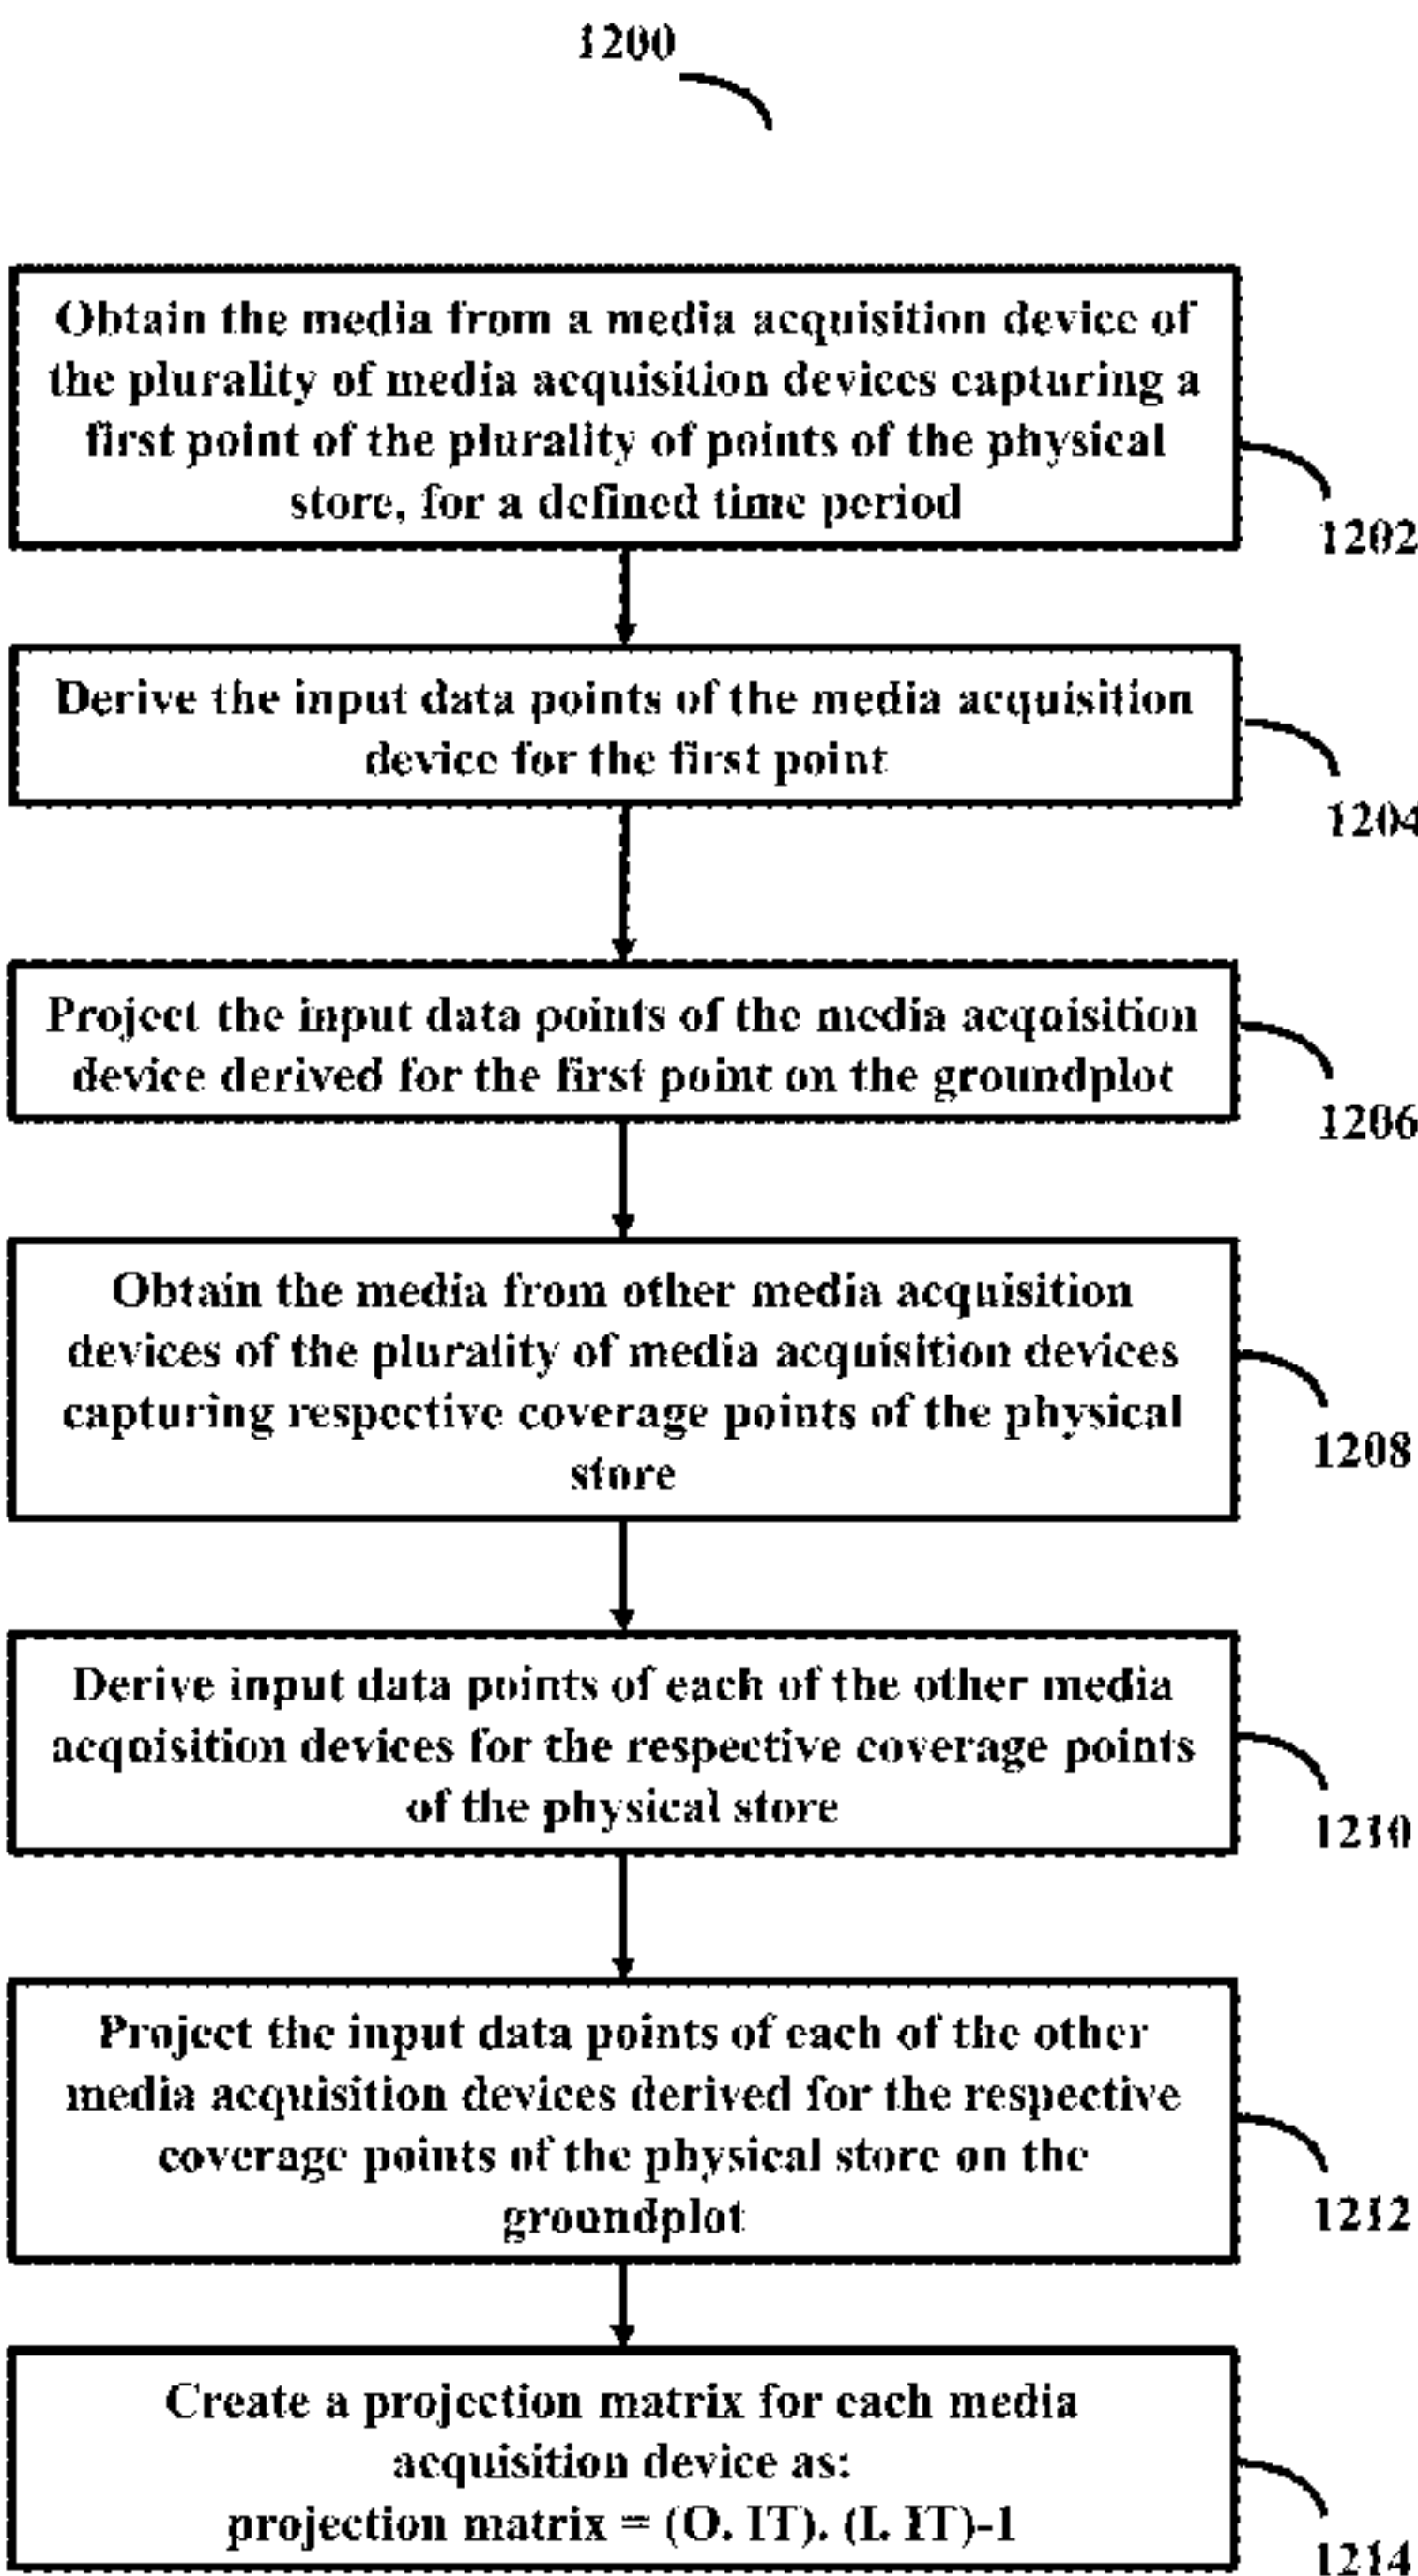 1200
Obtain the media from a media acquisition device of
the plurality of media acquisition devices capturing a
first point of the plurality of points of the physical
store, for a defined time period
1202
Derive the input data points of the media acquisition
device for the first point
1204
Project the input data points of the media acquisition
device derived for the first point on the groundplot
1206
Obtain the media from other media acquisition
devices of the plurality of media acquisition devices
capturing respective coverage points of the physical
store
1208
Derive input data points of each of the other media
acquisition devices for the respective coverage points
of the physical store
1210
Project the input data points of each of the other
media acquisition devices derived for the respective
coverage points of the physical store on the
groundplot
1212
Create a projection matrix for each media
acquisition device as:
projection matrix = (O. IT). (I. IT)-1
1214